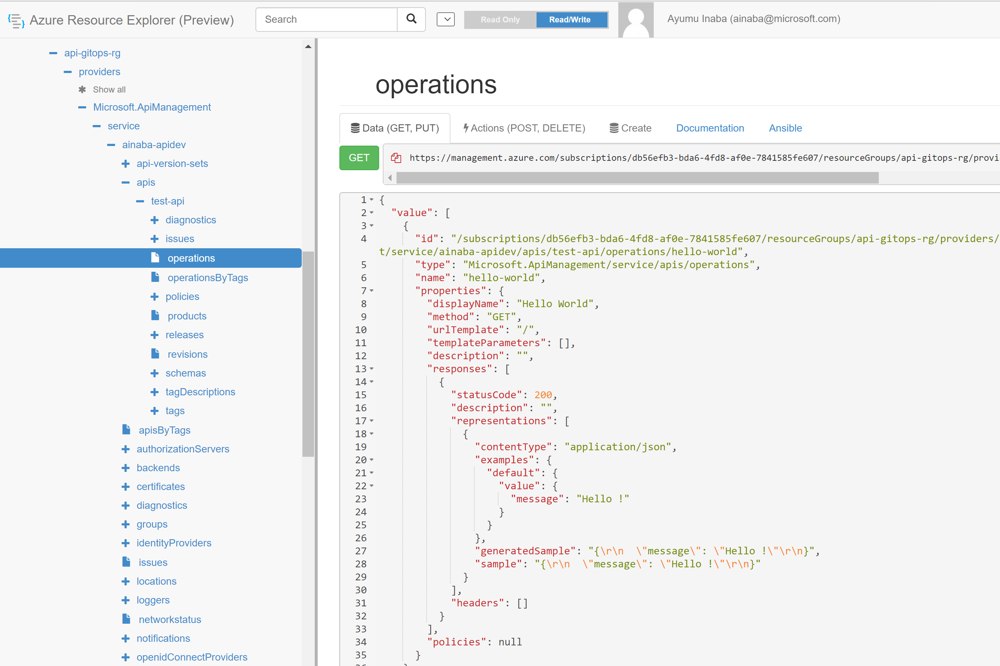 Azure Resource Explorer (Preview)
Search
Read Only
Read/Write
Ayumu Inaba (ainaba@microsoft.com)
api-gitops-rg
providers
Show all
Microsoft.ApiManagement
service
ainaba-apidev
api-version-sets
apis
test-api
diagnostics
issues
operations
operationsByTags
policies
products
releases
revisions
schemas
tagDescriptions
tags
apisByTags
authorizationServers
backends
certificates
diagnostics
groups
identityProviders
issues
locations
loggers
networkstatus
notifications
openidConnectProviders
operations
Data (GET, PUT)
Actions (POST, DELETE)
Create
Documentation
Ansible
GET
https://management.azure.com/subscriptions/db56efb3-bda6-4fd8-af0e-7841585fe607/resourceGroups/api-gitops-rg/provi
1 {
2 "value": [
3 {
4 "id": "/subscriptions/db56efb3-bda6-4fd8-af0e-7841585fe607/resourceGroups/api-gitops-rg/providers/
t/service/ainaba-apidev/apis/test-api/operations/hello-world",
5 "type": "Microsoft.ApiManagement/service/apis/operations",
6 "name": "hello-world",
7 "properties": {
8 "displayName": "Hello World",
9 "method": "GET",
10 "urlTemplate": "/",
11 "templateParameters": [],
12 "description": "",
13 "responses": [
14 {
15 "statusCode": 200,
16 "description": "",
17 "representations": [
18 {
19 "contentType": "application/json",
20 "examples": {
21 "default": {
22 "value": {
23 "message": "Hello !"
24 }
25 }
26 },
27 "generatedSample": "{\r\n  \"message\": \"Hello !\"\r\n}",
28 "sample": "{\r\n  \"message\": \"Hello !\"\r\n}"
29 }
30 ],
31 "headers": []
32 }
33 ],
34 "policies": null
35 }